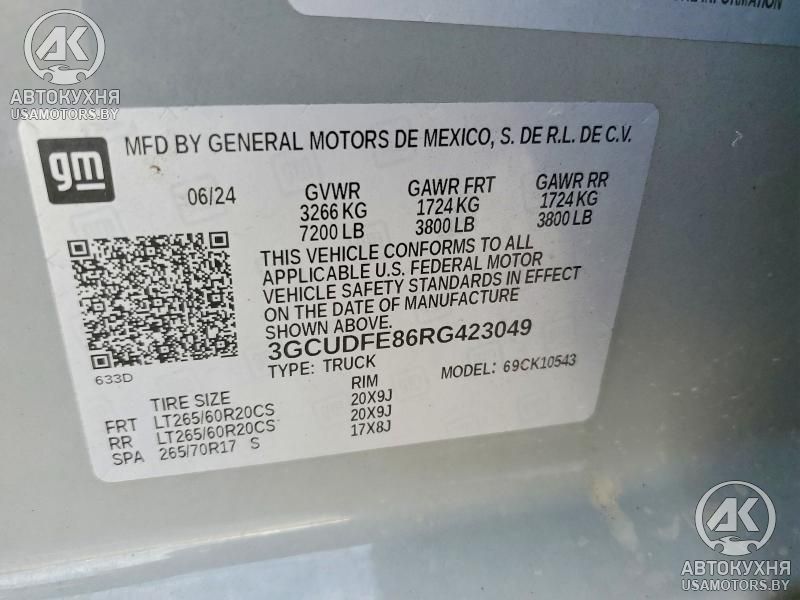 AK
АВТОКУХНЯ
USAMOTORS.BY
gm
MFD BY GENERAL MOTORS DE MEXICO, S. DE R.L. DE C.V.
06/24
GVWR
3266 KG
7200 LB
GAWR FRT
1724 KG
3800 LB
GAWR RR
1724 KG
3800 LB
THIS VEHICLE CONFORMS TO ALL
APPLICABLE U.S. FEDERAL MOTOR
VEHICLE SAFETY STANDARDS IN EFFECT
ON THE DATE OF MANUFACTURE
SHOWN ABOVE.
3GCUDFE86RG423049
TYPE: TRUCK MODEL: 69CK10543
633D
TIRE SIZE RIM
FRT LT265/60R20CS 20X9J
RR LT265/60R20CS 20X9J
SPA 265/70R17 S 17X8J
AK
АВТОКУХНЯ
USAMOTORS.BY